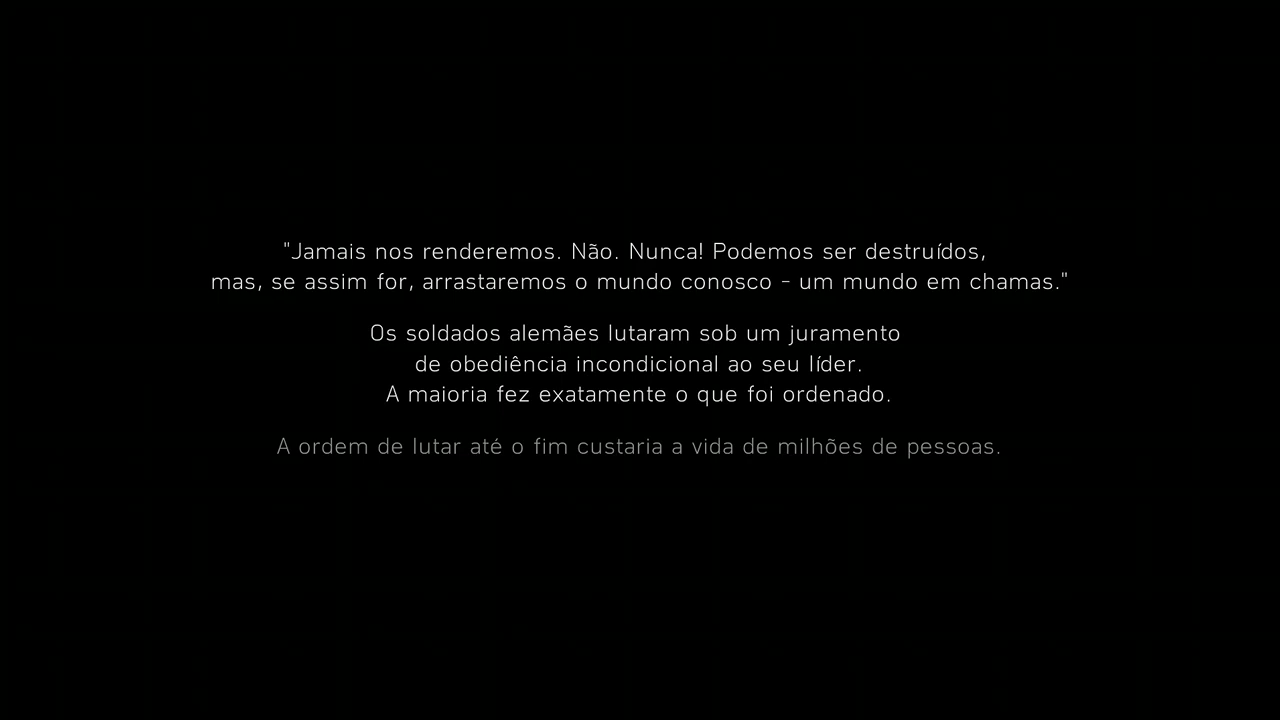 "Jamais nos renderemos. Não. Nunca! Podemos ser destruídos,
mas, se assim for, arrastaremos o mundo conosco - um mundo em chamas."
Os soldados alemães lutaram sob um juramento
de obediência incondicional ao seu líder.
A maioria fez exatamente o que foi ordenado.
A ordem de lutar até o fim custaria a vida de milhões de pessoas.